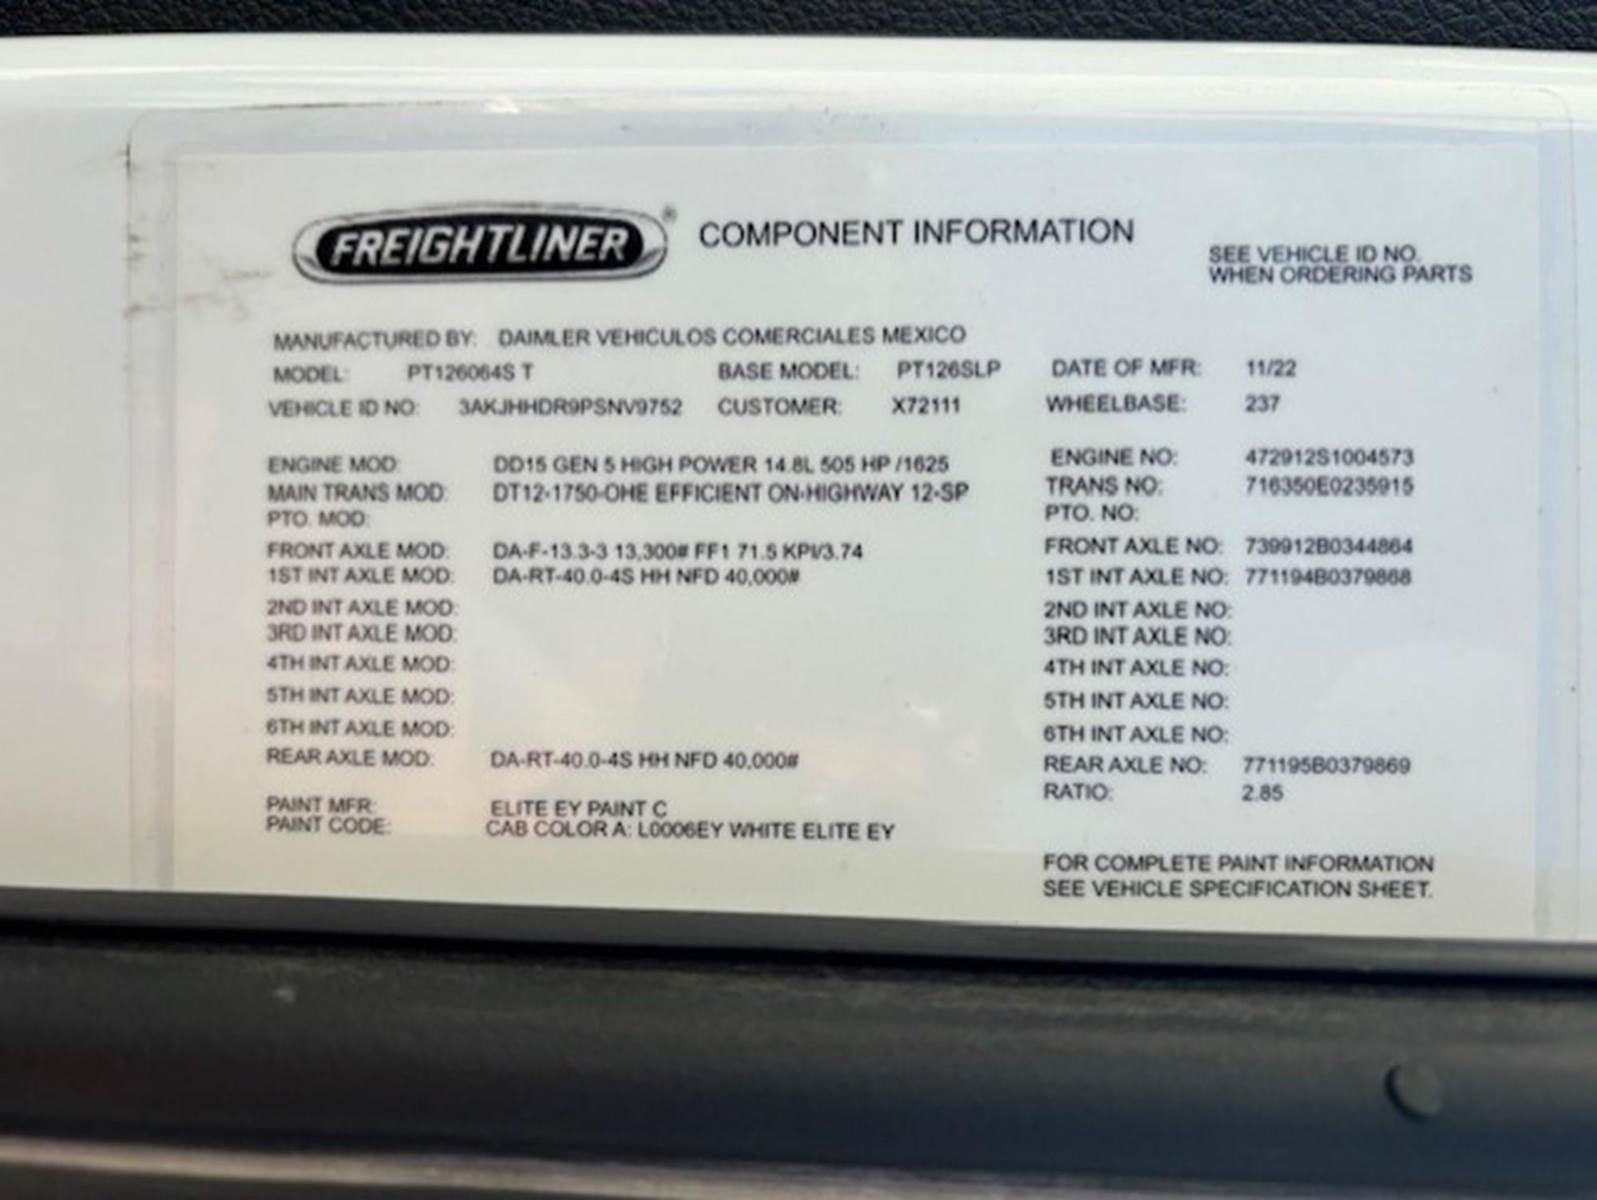 FREIGHTLINER® COMPONENT INFORMATION
SEE VEHICLE ID NO.
WHEN ORDERING PARTS
MANUFACTURED BY: DAIMLER VEHICULOS COMERCIALES MEXICO
MODEL: PT126064S T BASE MODEL: PT126SLP DATE OF MFR: 11/22
VEHICLE ID NO: 3AKJHHDR9PSNV9752 CUSTOMER: X72111 WHEELBASE: 237
ENGINE MOD: DD15 GEN 5 HIGH POWER 14.8L 505 HP /1625 ENGINE NO: 472912S1004573
MAIN TRANS MOD: DT12-1750-OHE EFFICIENT ON-HIGHWAY 12-SP TRANS NO: 716350E0235915
PTO. MOD: PTO. NO:
FRONT AXLE MOD: DA-F-13.3-3 13,300# FF1 71.5 KPI/3.74 FRONT AXLE NO: 739912B0344864
1ST INT AXLE MOD: DA-RT-40.0-4S HH NFD 40,000# 1ST INT AXLE NO: 771194B0379868
2ND INT AXLE MOD: 2ND INT AXLE NO:
3RD INT AXLE MOD: 3RD INT AXLE NO:
4TH INT AXLE MOD: 4TH INT AXLE NO:
5TH INT AXLE MOD: 5TH INT AXLE NO:
6TH INT AXLE MOD: 6TH INT AXLE NO:
REAR AXLE MOD: DA-RT-40.0-4S HH NFD 40,000# REAR AXLE NO: 771195B0379869
RATIO: 2.85
PAINT MFR: ELITE EY PAINT C
PAINT CODE: CAB COLOR A: L0006EY WHITE ELITE EY
FOR COMPLETE PAINT INFORMATION
SEE VEHICLE SPECIFICATION SHEET.